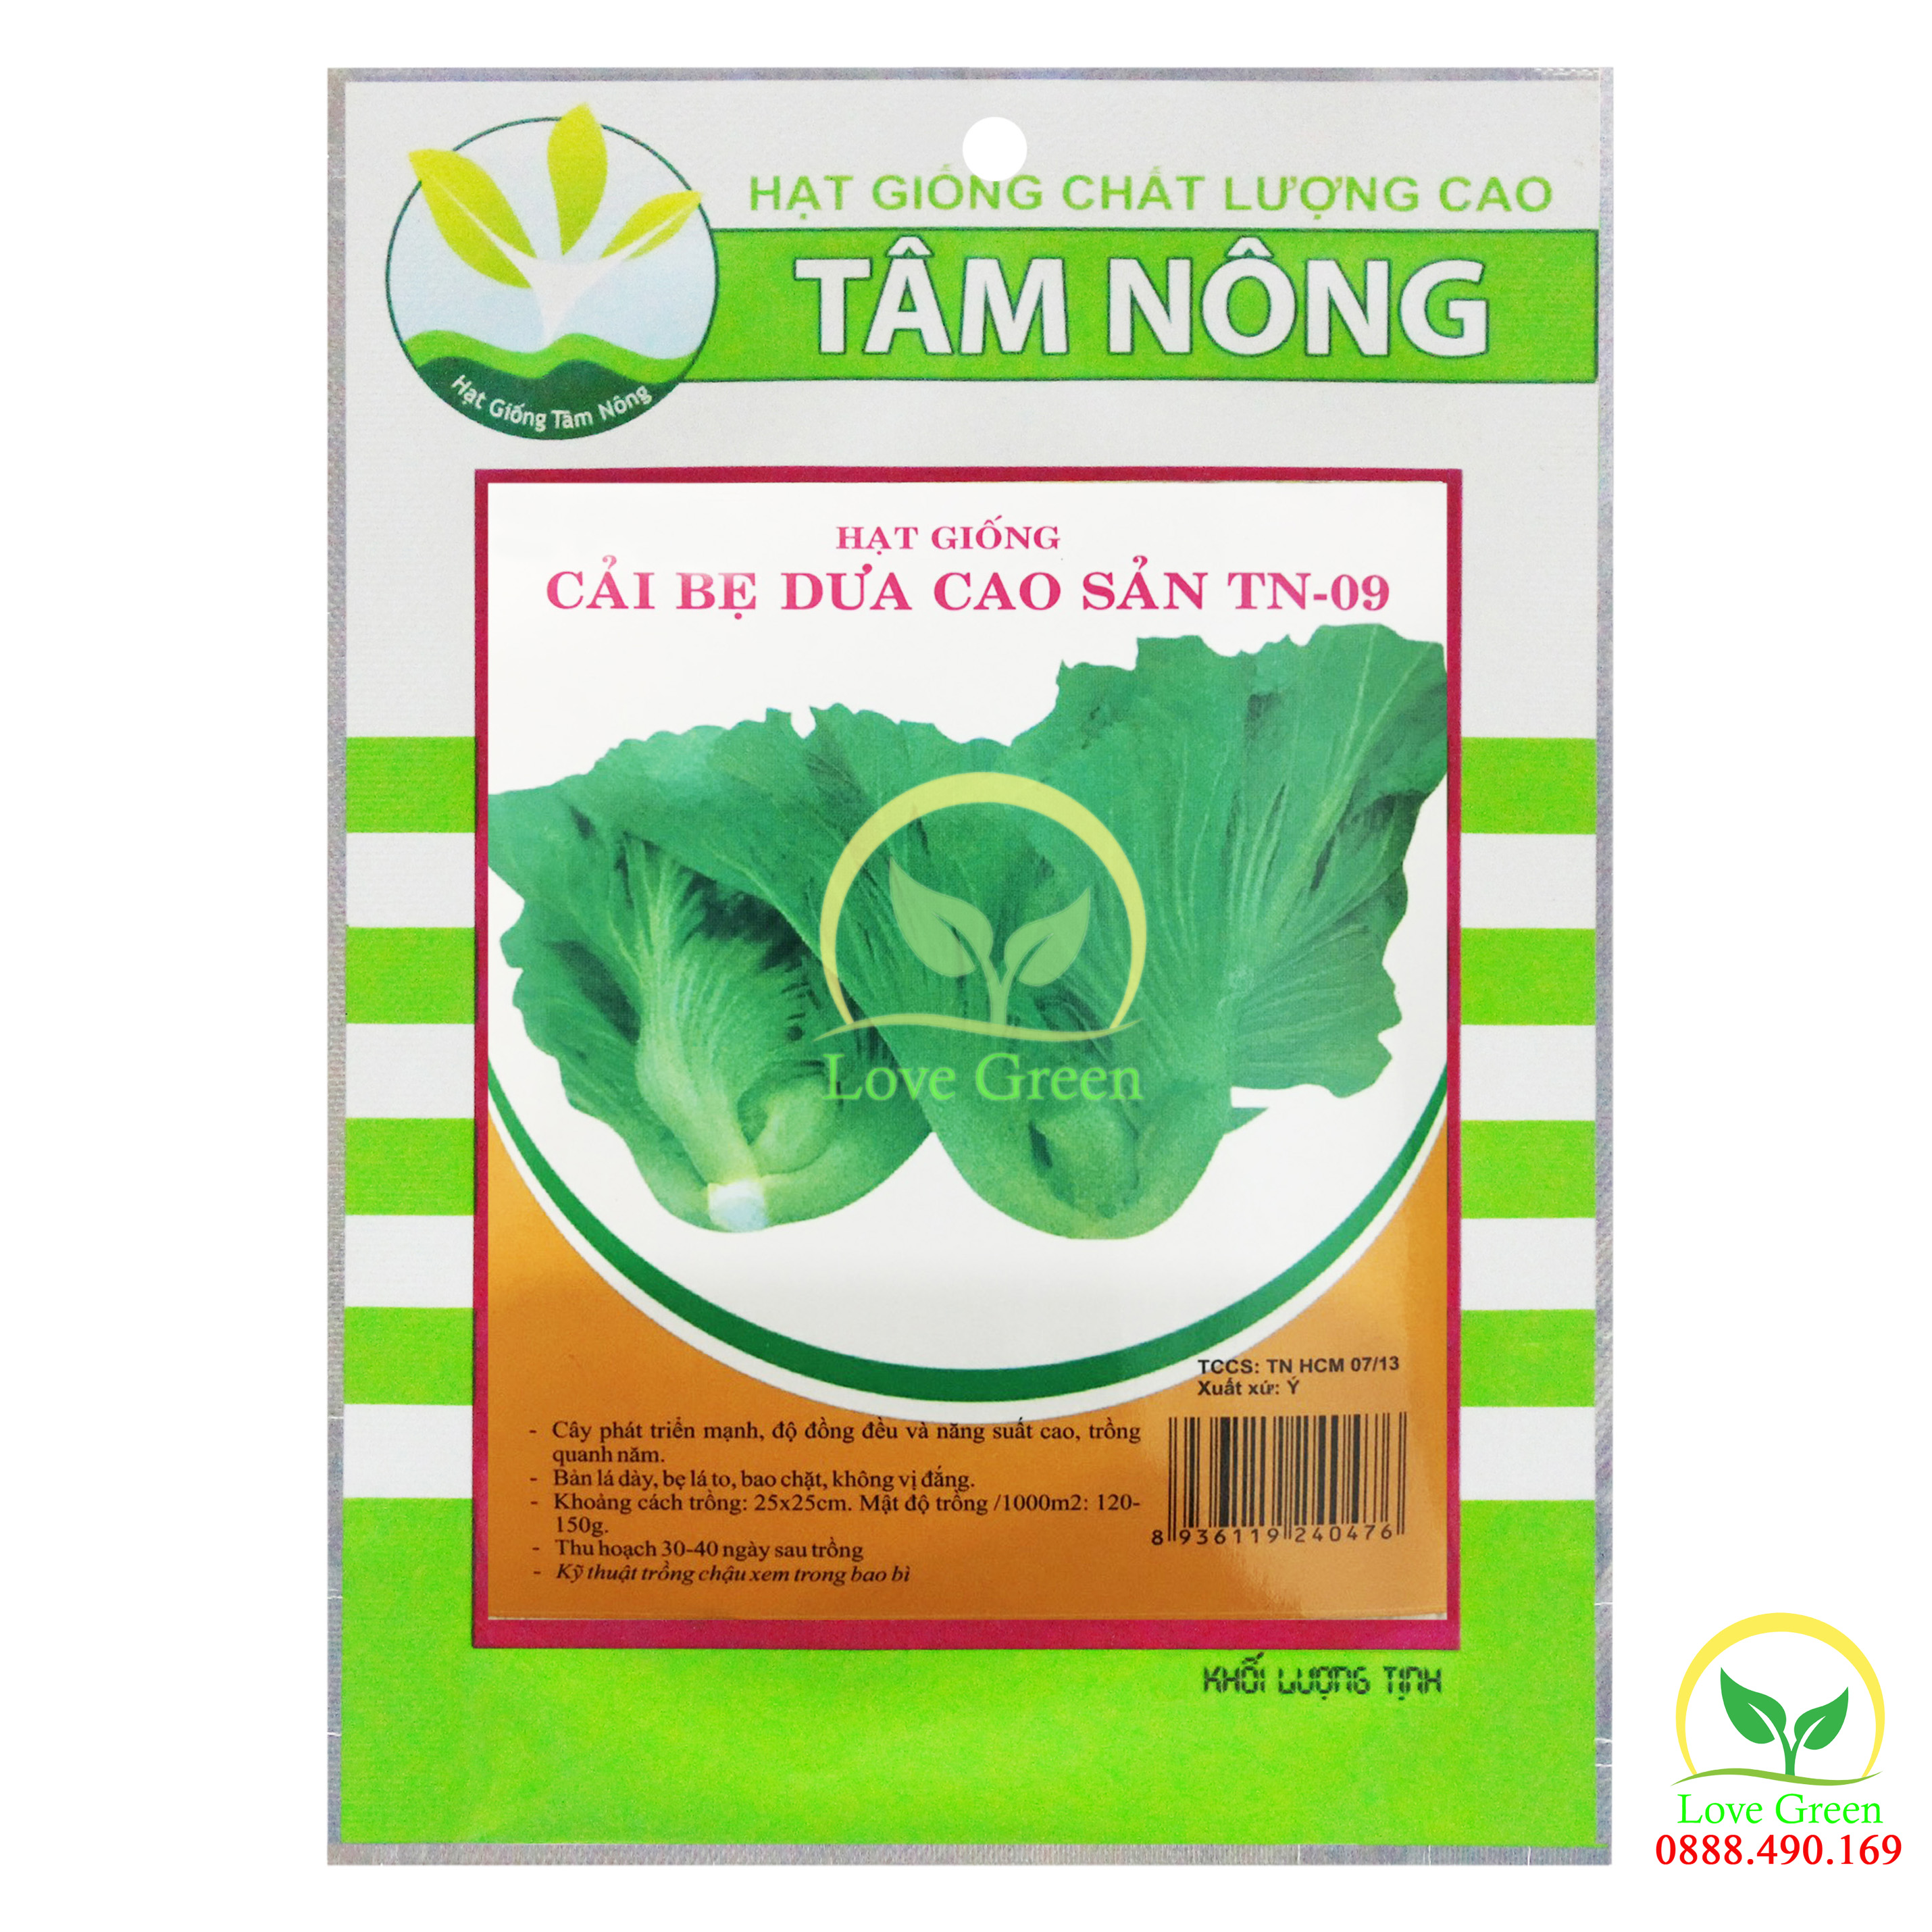 HẠT GIỐNG CHẤT LƯỢNG CAO
TÂM NÔNG
Hạt Giống Tâm Nông
HẠT GIỐNG
CẢI BẸ DƯA CAO SẢN TN-09
Love Green
TCCS: TN HCM 07/13
Xuất xứ: Ý
- Cây phát triển mạnh, độ đồng đều và năng suất cao, trồng
quanh năm.
- Bản lá dày, bẹ lá to, bao chặt, không vị đắng.
- Khoảng cách trồng: 25x25cm. Mật độ trồng /1000m2: 120-
150g.
- Thu hoạch 30-40 ngày sau trồng
- Kỹ thuật trồng chậu xem trong bao bì
8 936119 240476
KHỐI LƯỢNG TỊNH
Love Green
0888.490.169